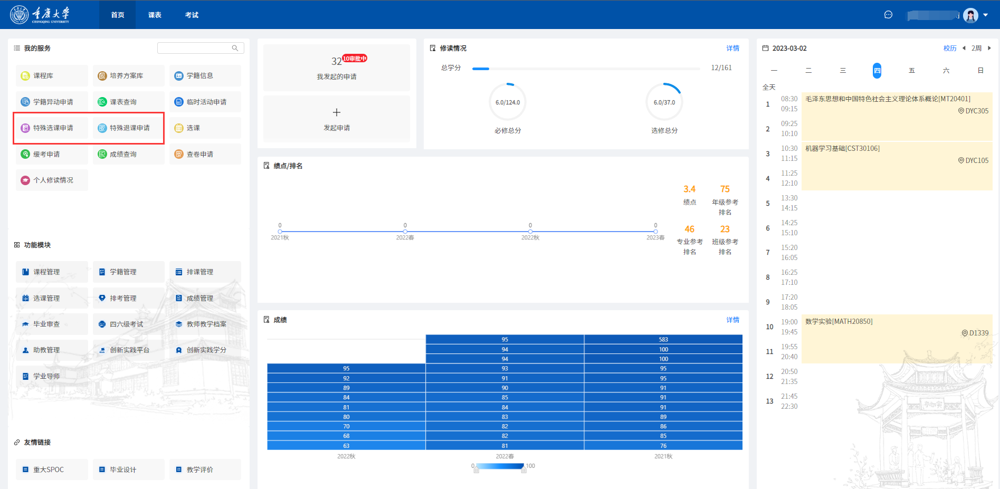 重庆大学
CHONGQING UNIVERSITY
首页
课表
考试
我的服务
课程库
培养方案库
学籍信息
学籍异动申请
课表查询
临时活动申请
特殊选课申请
特殊退课申请
选课
缓考申请
成绩查询
查卷申请
个人修读情况
功能模块
课程管理
学籍管理
排课管理
选课管理
排考管理
成绩管理
毕业审查
四六级考试
教师教学档案
助教管理
创新实践平台
创新实践学分
学业导师
友情链接
重大SPOC
毕业设计
教学评价
32 10审批中
我发起的申请
发起申请
修读情况
详情
总学分
12/161
6.0/124.0
必修总分
6.0/37.0
选修总分
绩点/排名
0
0
0
0
2021秋
2022春
2022秋
2023春
3.4
绩点
75
年级参考
排名
46
专业参考
排名
23
班级参考
排名
成绩
详情
95 583
94 100
94 100
95 93 95
92 91 95
89 90 91
84 85 91
81 84 91
80 83 89
70 82 86
68 82 85
63 81 76
2022秋
2022春
2021秋
0
100
2023-03-02
校历
2周
一
二
三
四
五
六
日
全天
1
08:30
09:15
毛泽东思想和中国特色社会主义理论体系概论[MT20401]
DYC305
2
09:25
10:10
3
10:30
11:15
机器学习基础[CST30106]
DYC105
4
11:25
12:10
5
13:30
14:15
6
14:25
15:10
7
15:20
16:05
8
16:25
17:10
9
17:20
18:05
10
19:00
19:45
数学实验[MATH20850]
D1339
11
19:55
20:40
12
20:50
21:35
13
21:45
22:30